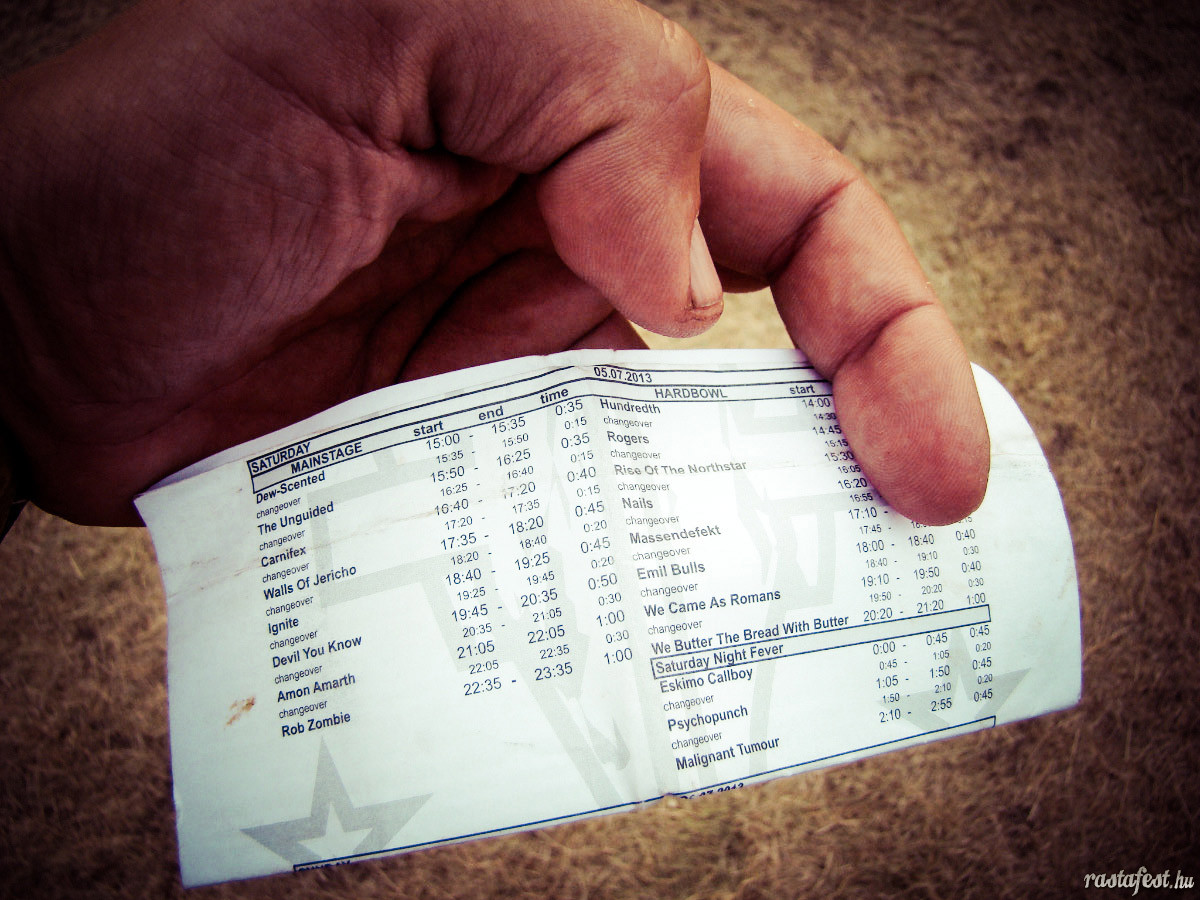 05.07.2013
SATURDAY
MAINSTAGE start end time
Dew-Scented 15:00 - 15:35 0:35
changeover 15:35 - 15:50 0:15
The Unguided 15:50 - 16:25 0:35
changeover 16:25 - 16:40 0:15
Carnifex 16:40 - 17:20 0:40
changeover 17:20 - 17:35 0:15
Walls Of Jericho 17:35 - 18:20 0:45
changeover 18:20 - 18:40 0:20
Ignite 18:40 - 19:25 0:45
changeover 19:25 - 19:45 0:20
Devil You Know 19:45 - 20:35 0:50
changeover 20:35 - 21:05 0:30
Amon Amarth 21:05 22:05 1:00
changeover 22:05 22:35 0:30
Rob Zombie 22:35 - 23:35 1:00
HARDBOWL start
Hundredth 14:00
changeover 14:30
Rogers 14:45
changeover 15:15
Rise Of The Northstar 15:30
changeover 16:05
Nails 16:20
changeover 16:55
Massendefekt 17:10 -
changeover 17:45 -
Emil Bulls 18:00 - 18:40 0:40
changeover 18:40 - 19:10 0:30
We Came As Romans 19:10 - 19:50 0:40
changeover 19:50 - 20:20 0:30
We Butter The Bread With Butter 20:20 - 21:20 1:00
Saturday Night Fever
Eskimo Callboy 0:00 - 0:45 0:45
changeover 0:45 - 1:05 0:20
Psychopunch 1:05 - 1:50 0:45
changeover 1:50 - 2:10 0:20
Malignant Tumour 2:10 - 2:55 0:45
rastafest.hu